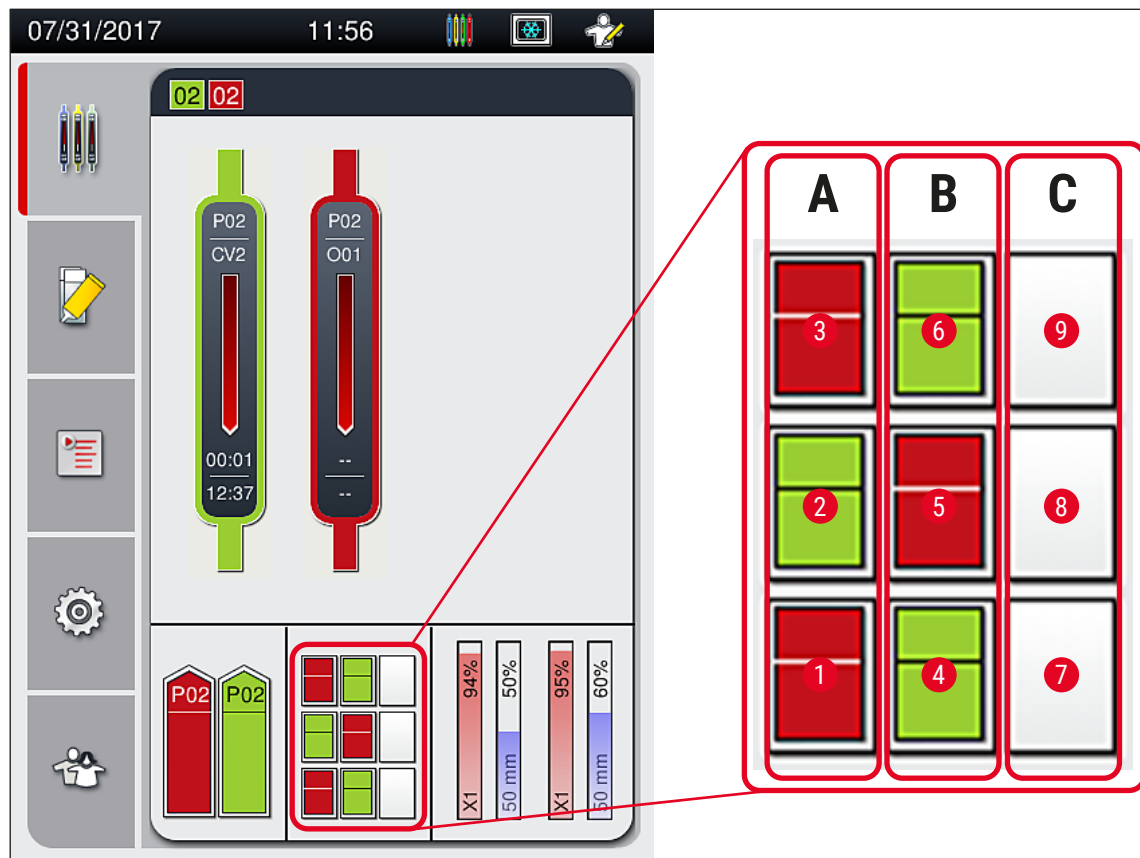 07/31/2017 11:56
02 02
P02 P02
CV2 O01
00:01 --
12:37 --
P02 P02
X1 94%
50 mm 50%
X1 95%
50 mm 60%
A B C
3 6 9
2 5 8
1 4 7